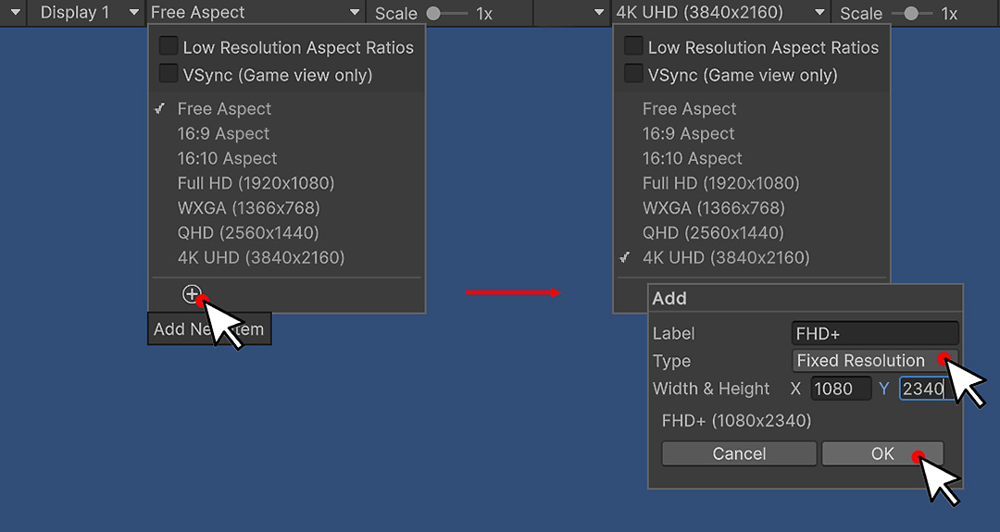 Display 1 Free Aspect Scale 1x
Low Resolution Aspect Ratios
VSync (Game view only)
Free Aspect
16:9 Aspect
16:10 Aspect
Full HD (1920x1080)
WXGA (1366x768)
QHD (2560x1440)
4K UHD (3840x2160)
Add Ne tem
4K UHD (3840x2160) Scale 1x
Low Resolution Aspect Ratios
VSync (Game view only)
Free Aspect
16:9 Aspect
16:10 Aspect
Full HD (1920x1080)
WXGA (1366x768)
QHD (2560x1440)
4K UHD (3840x2160)
Add
Label FHD+
Type Fixed Resolution
Width & Height X 1080 Y 2340
FHD+ (1080x2340)
Cancel OK